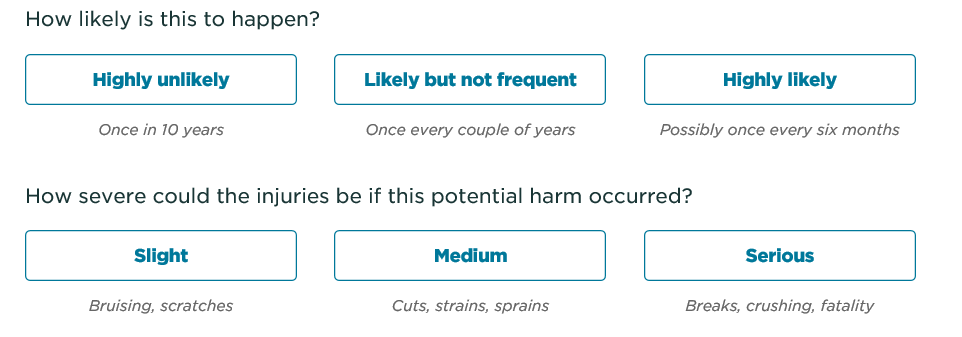 How likely is this to happen?
Highly unlikely
Likely but not frequent
Highly likely
Once in 10 years
Once every couple of years
Possibly once every six months
How severe could the injuries be if this potential harm occurred?
Slight
Medium
Serious
Bruising, scratches
Cuts, strains, sprains
Breaks, crushing, fatality